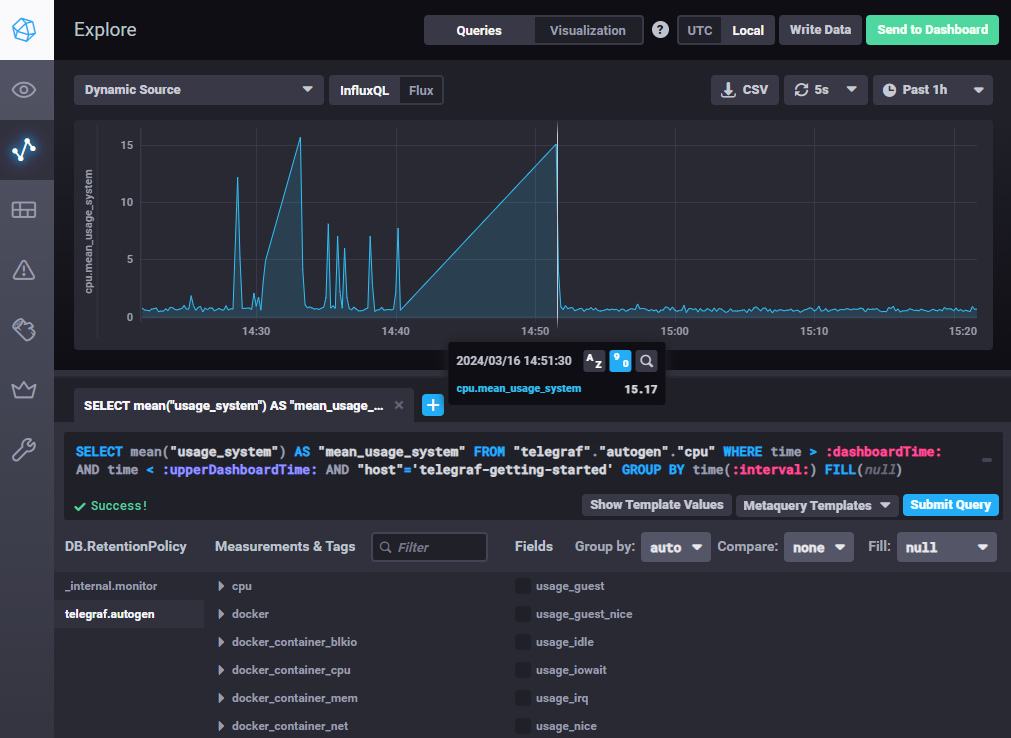 Explore
Queries
Visualization
?
UTC
Local
Write Data
Send to Dashboard
Dynamic Source
InfluxQL
Flux
CSV
5s
Past 1h
cpu.mean_usage_system
15
10
5
0
14:30
14:40
14:50
15:00
15:10
15:20
2024/03/16 14:51:30
A Z
9 0
cpu.mean_usage_system 15.17
SELECT mean("usage_system") AS "mean_usage_...
SELECT mean("usage_system") AS "mean_usage_system" FROM "telegraf"."autogen"."cpu" WHERE time > :dashboardTime:
AND time < :upperDashboardTime: AND "host"='telegraf-getting-started' GROUP BY time(:interval:) FILL(null)
Success!
Show Template Values
Metaquery Templates
Submit Query
DB.RetentionPolicy
Measurements & Tags
Filter
Fields
Group by:
auto
Compare:
none
Fill:
null
_internal.monitor
telegraf.autogen
cpu
docker
docker_container_blkio
docker_container_cpu
docker_container_mem
docker_container_net
usage_guest
usage_guest_nice
usage_idle
usage_iowait
usage_irq
usage_nice